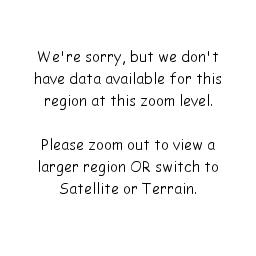 We're sorry, but we don't
have data available for this
region at this zoom level.
Please zoom out to view a
larger region OR switch to
Satellite or Terrain.